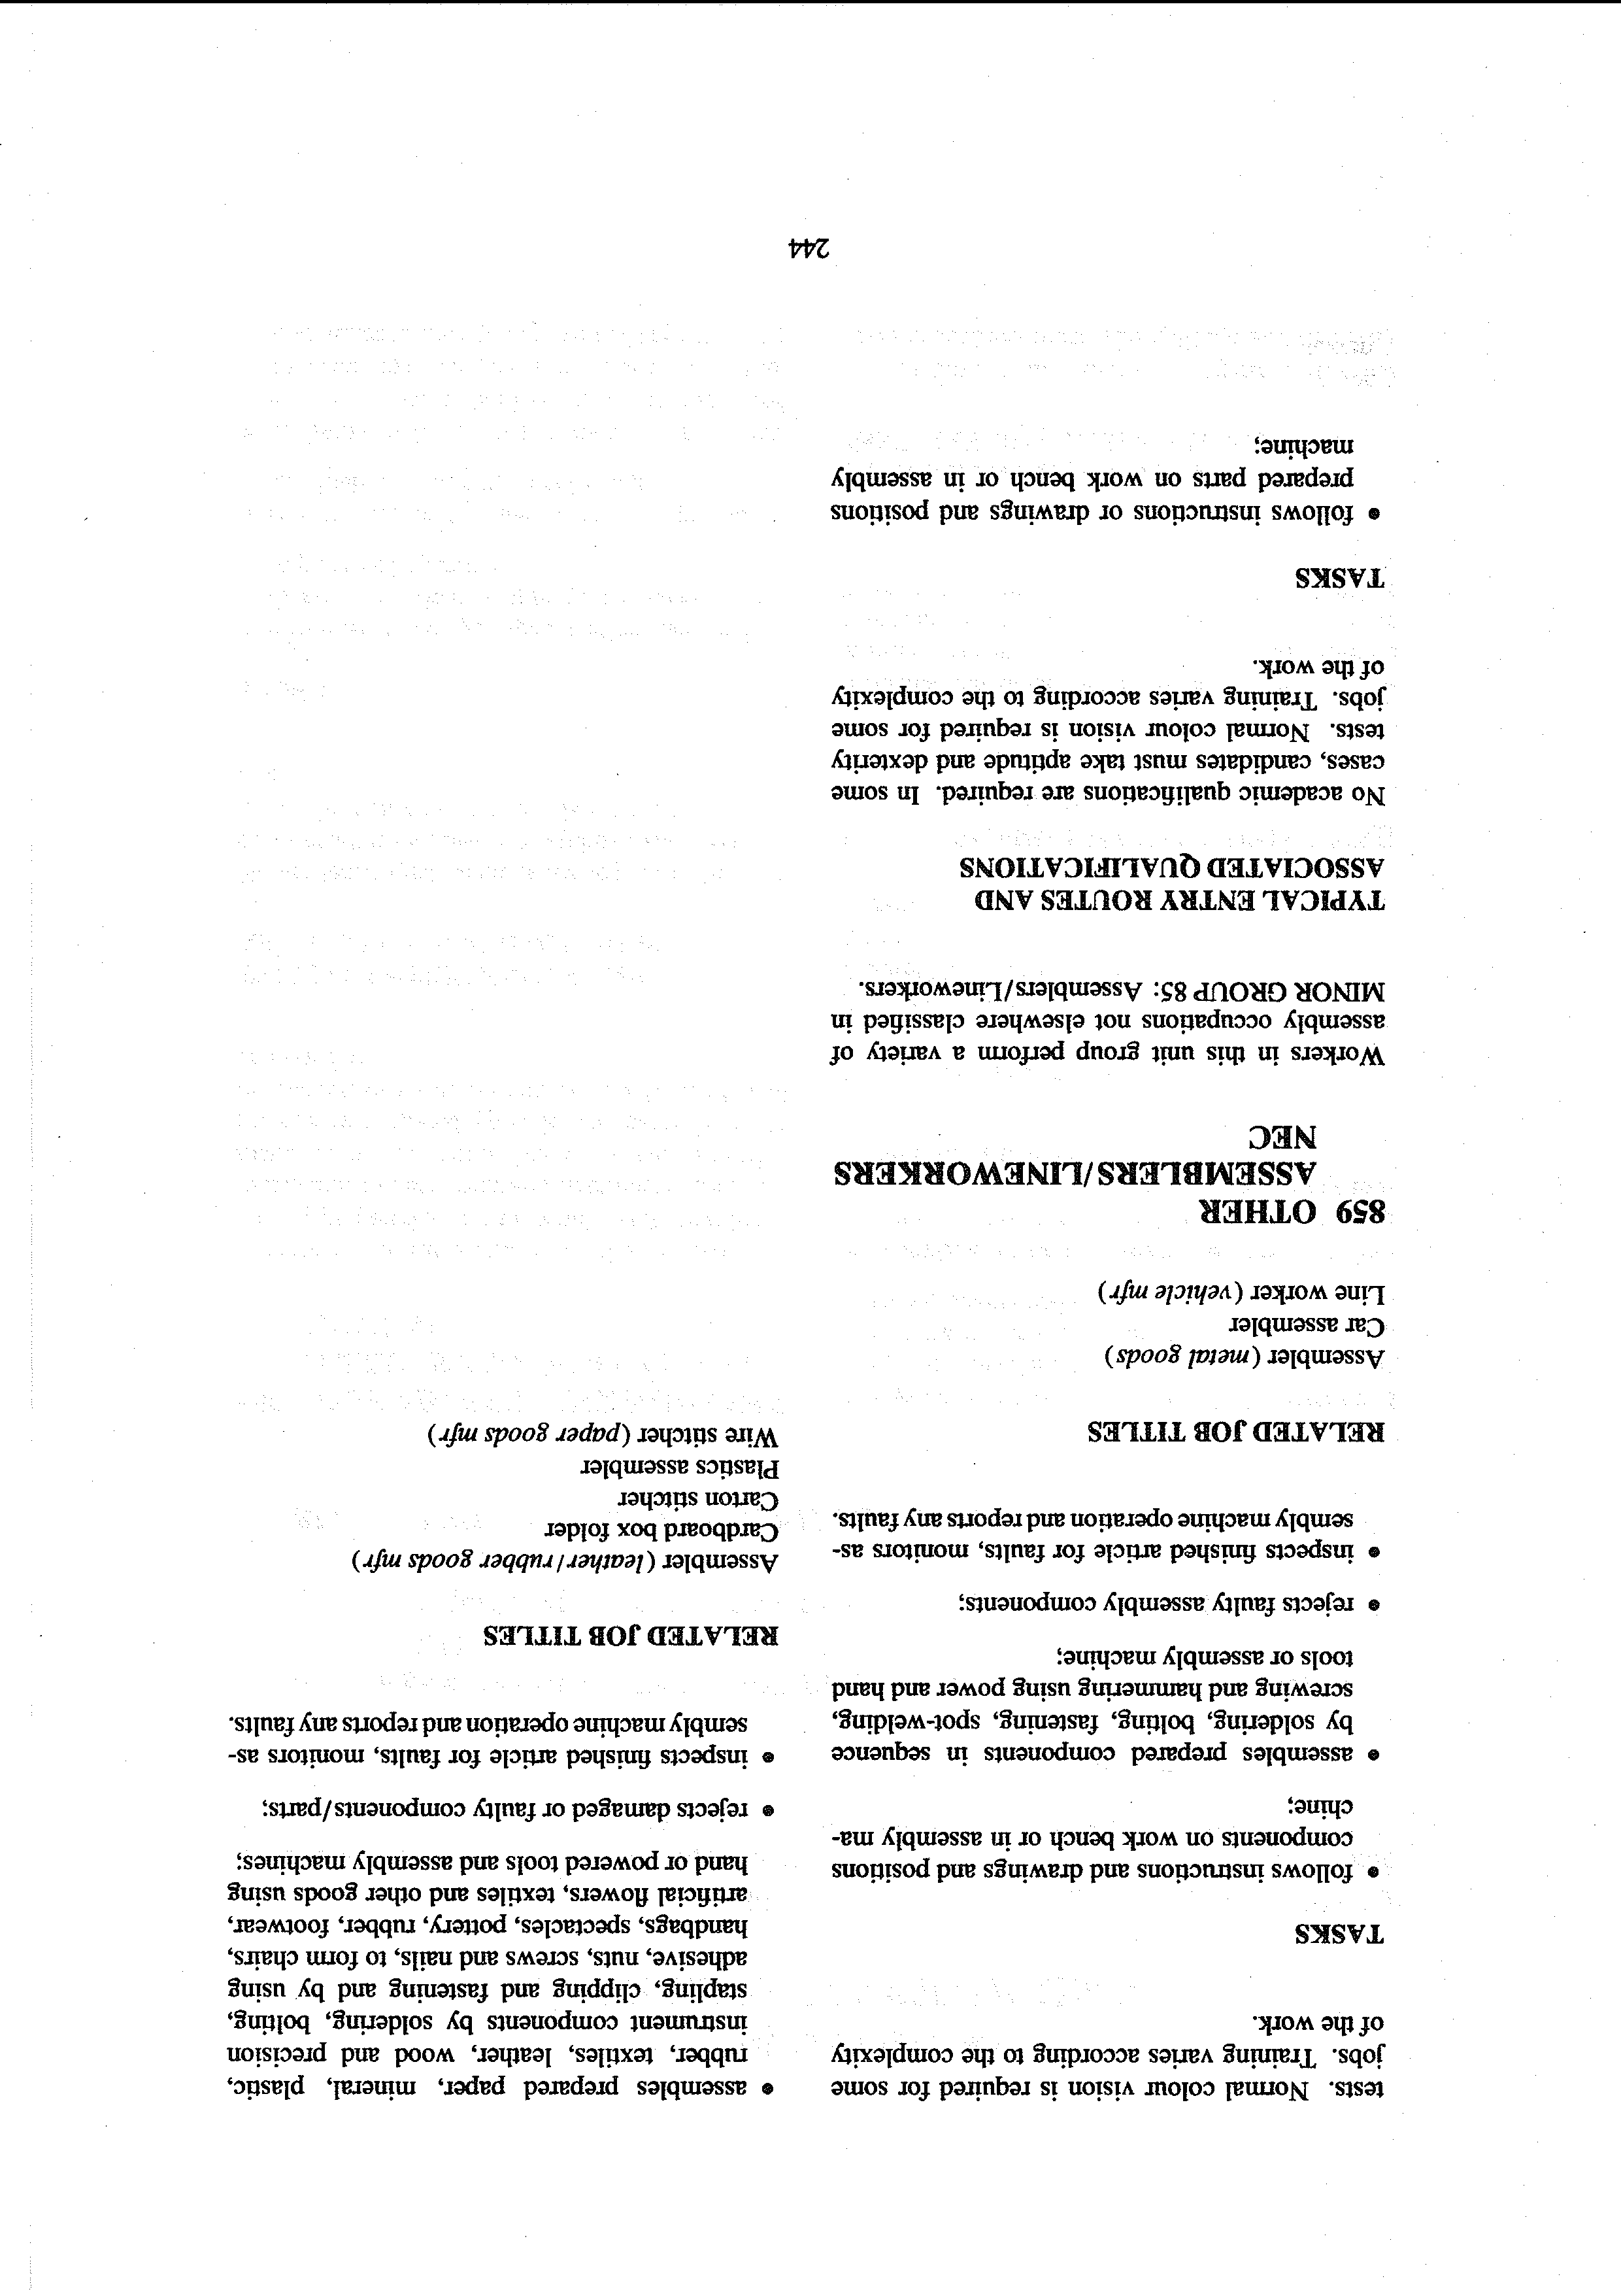 tests. Normal colour vision is required for some
jobs. Training varies according to the complexity
of the work.
TASKS
• follows instructions and drawings and positions
components on work bench or in assembly ma-
chine;
• assembles prepared components in sequence
by soldering, bolting, fastening, spot-welding,
screwing and hammering using power and hand
tools or assembly machine;
• rejects faulty assembly components;
• inspects finished article for faults, monitors as-
sembly machine operation and reports any faults.
RELATED JOB TITLES
Assembler (metal goods)
Car assembler
Line worker (vehicle mfr)
859 OTHER
ASSEMBLERS/LINEWORKERS
NEC
Workers in this unit group perform a variety of
assembly occupations not elsewhere classified in
MINOR GROUP 85: Assemblers/Lineworkers.
TYPICAL ENTRY ROUTES AND
ASSOCIATED QUALIFICATIONS
No academic qualifications are required. In some
cases, candidates must take aptitude and dexterity
tests. Normal colour vision is required for some
jobs. Training varies according to the complexity
of the work.
TASKS
• follows instructions or drawings and positions
prepared parts on work bench or in assembly
machine;
• assembles prepared paper, mineral, plastic,
rubber, textiles, leather, wood and precision
instrument components by soldering, bolting,
stapling, clipping and fastening and by using
adhesive, nuts, screws and nails, to form chairs,
handbags, spectacles, pottery, rubber, footwear,
artificial flowers, textiles and other goods using
hand or powered tools and assembly machines;
• rejects damaged or faulty components/parts;
• inspects finished article for faults, monitors as-
sembly machine operation and reports any faults.
RELATED JOB TITLES
Assembler (leather/rubber goods mfr)
Cardboard box folder
Carton stitcher
Plastics assembler
Wire stitcher (paper goods mfr)
244